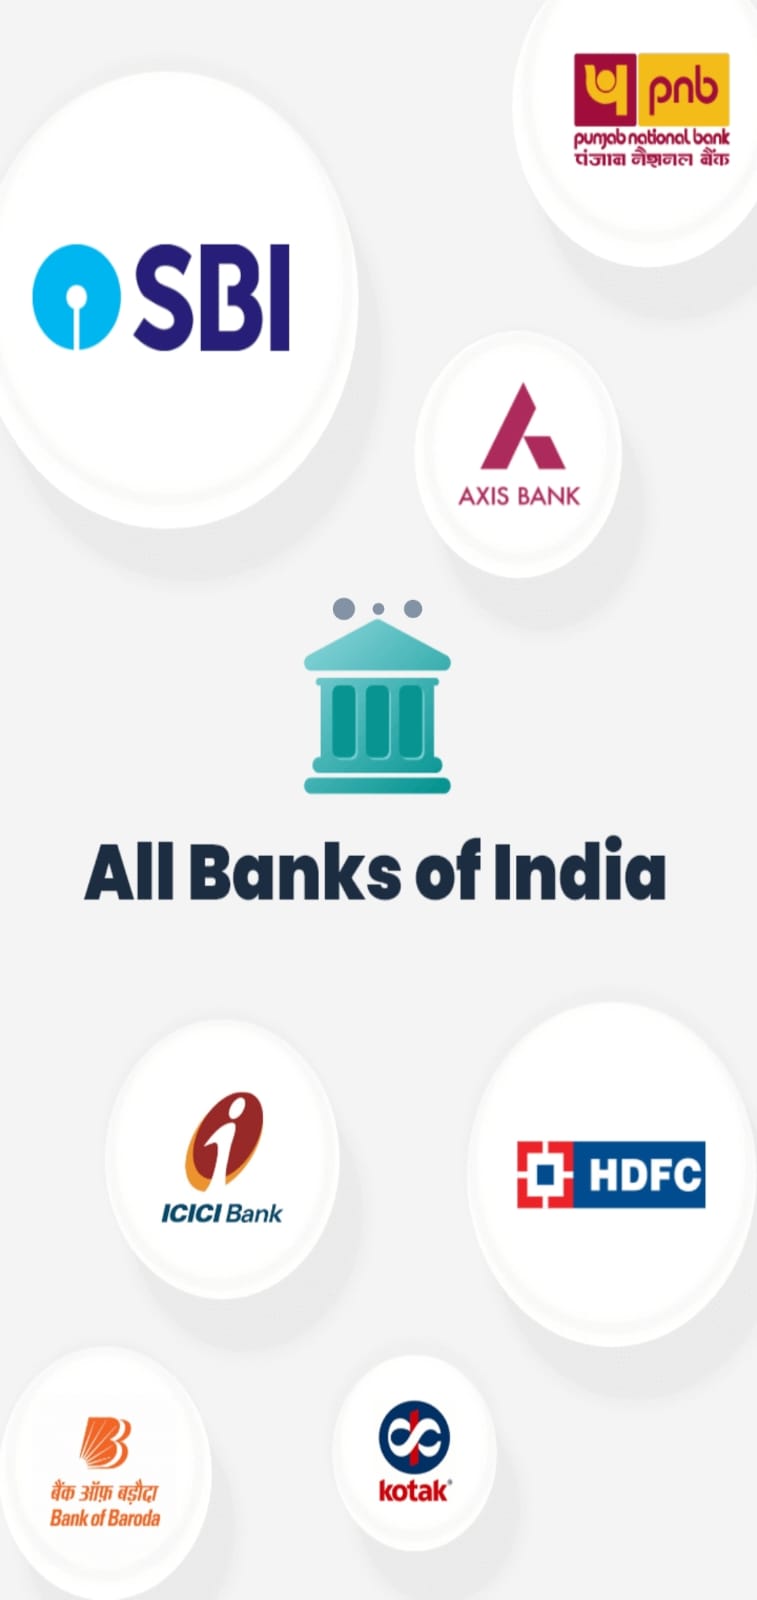 pnb
punjab national bank
पंजाब नैशनल बैंक
SBI
AXIS BANK
All Banks of India
ICICI Bank
HDFC
बैंक ऑफ़ बड़ौदा
Bank of Baroda
kotak